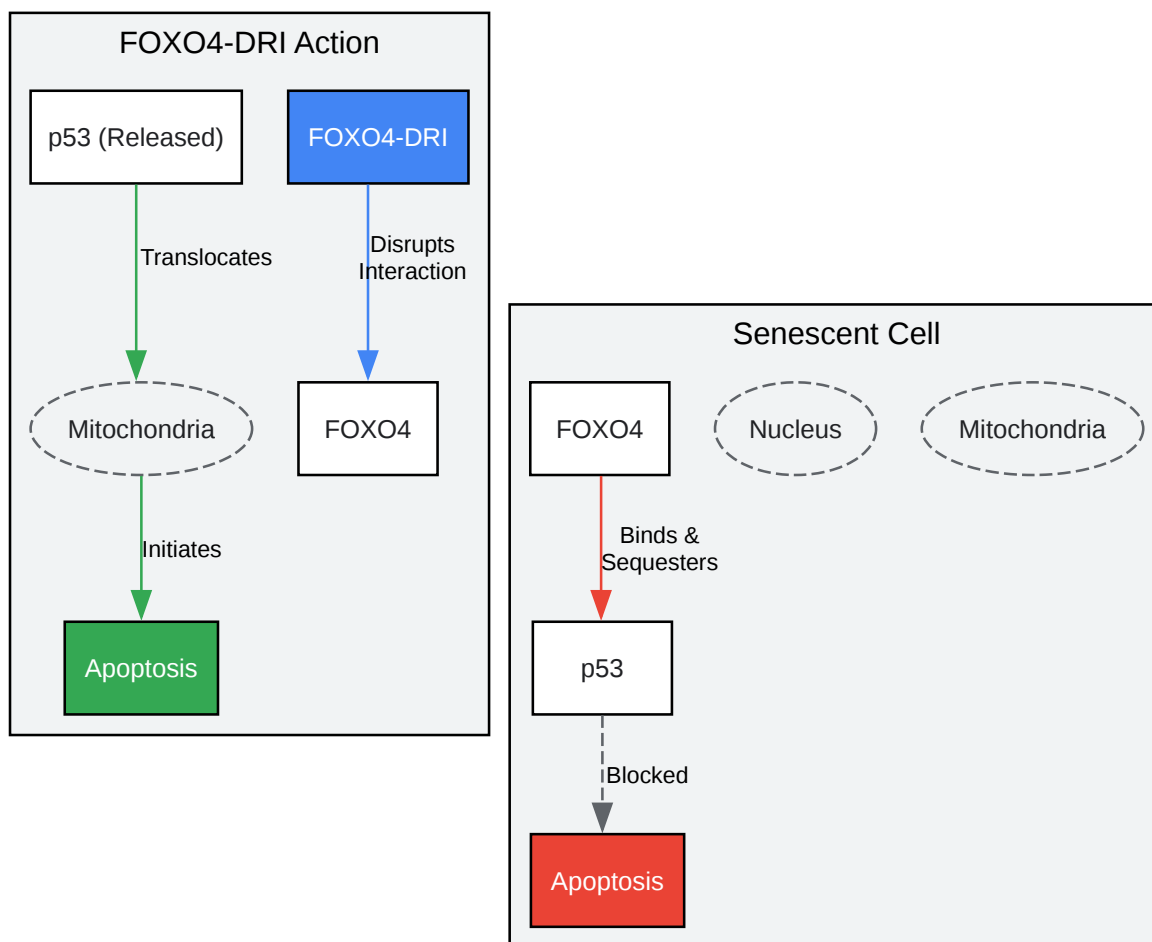 FOXO4-DRI Action
p53 (Released)
FOXO4-DRI
Translocates
Disrupts
Interaction
Mitochondria
FOXO4
Initiates
Apoptosis
Senescent Cell
FOXO4
Nucleus
Mitochondria
Binds &
Sequesters
p53
Blocked
Apoptosis